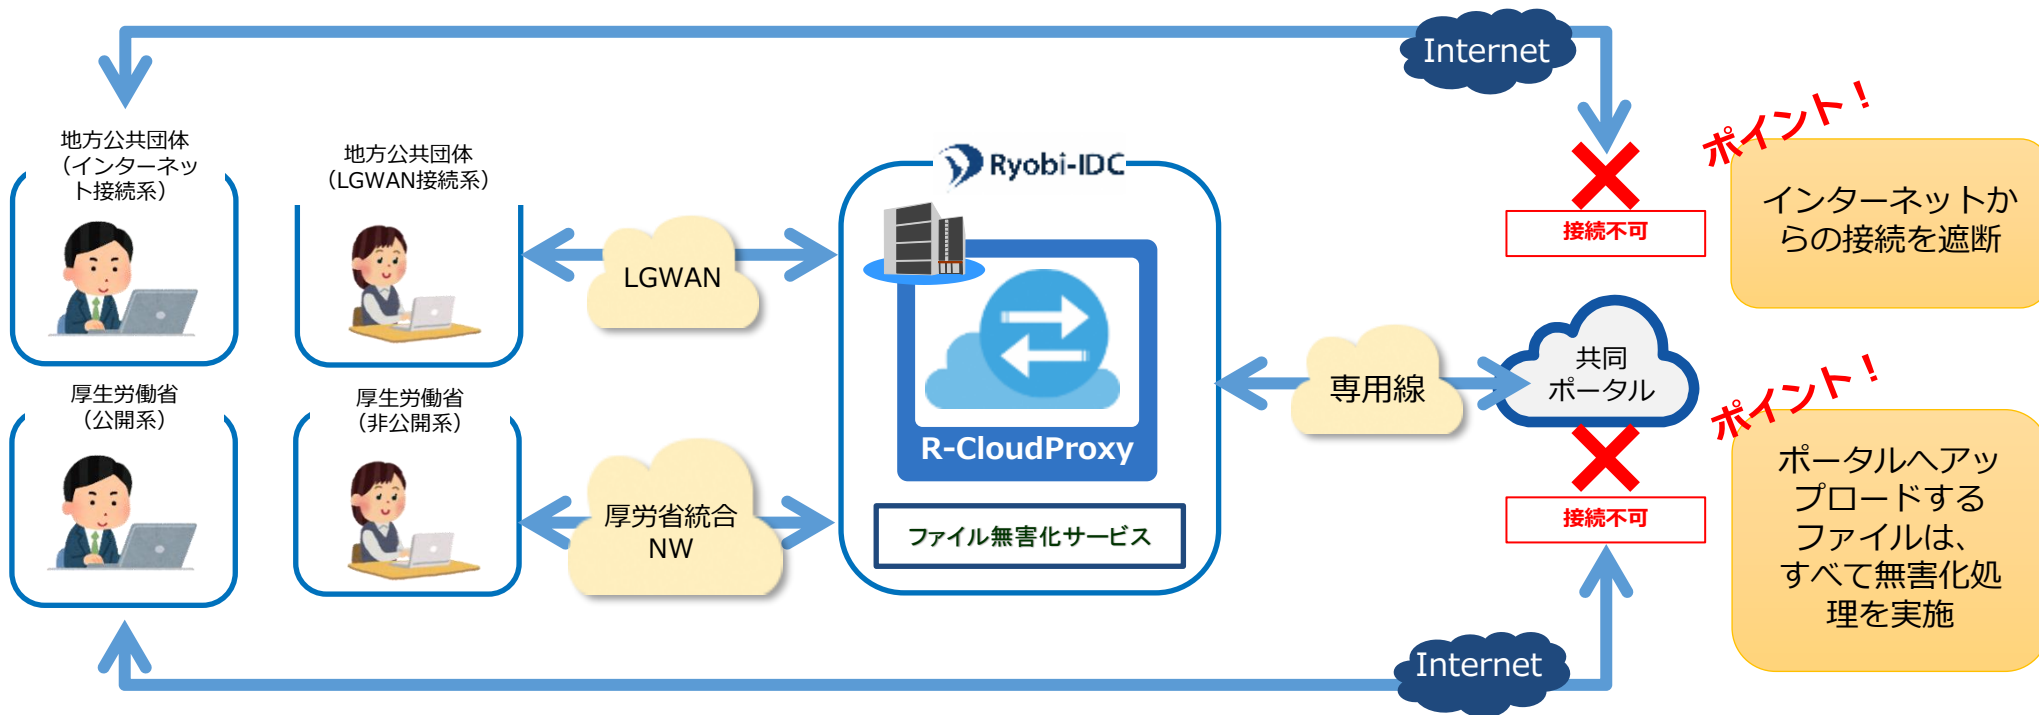 Internet
地方公共団体
（インターネッ
ト接続系）
地方公共団体
（LGWAN接続系）
LGWAN
Ryobi-IDC
R-CloudProxy
ファイル無害化サービス
厚生労働省
（公開系）
厚生労働省
（非公開系）
厚労省統合
NW
専用線
共同
ポータル
接続不可
接続不可
Internet
ポイント！
インターネットか
らの接続を遮断
ポイント！
ポータルへアッ
プロードする
ファイルは、
すべて無害化処
理を実施